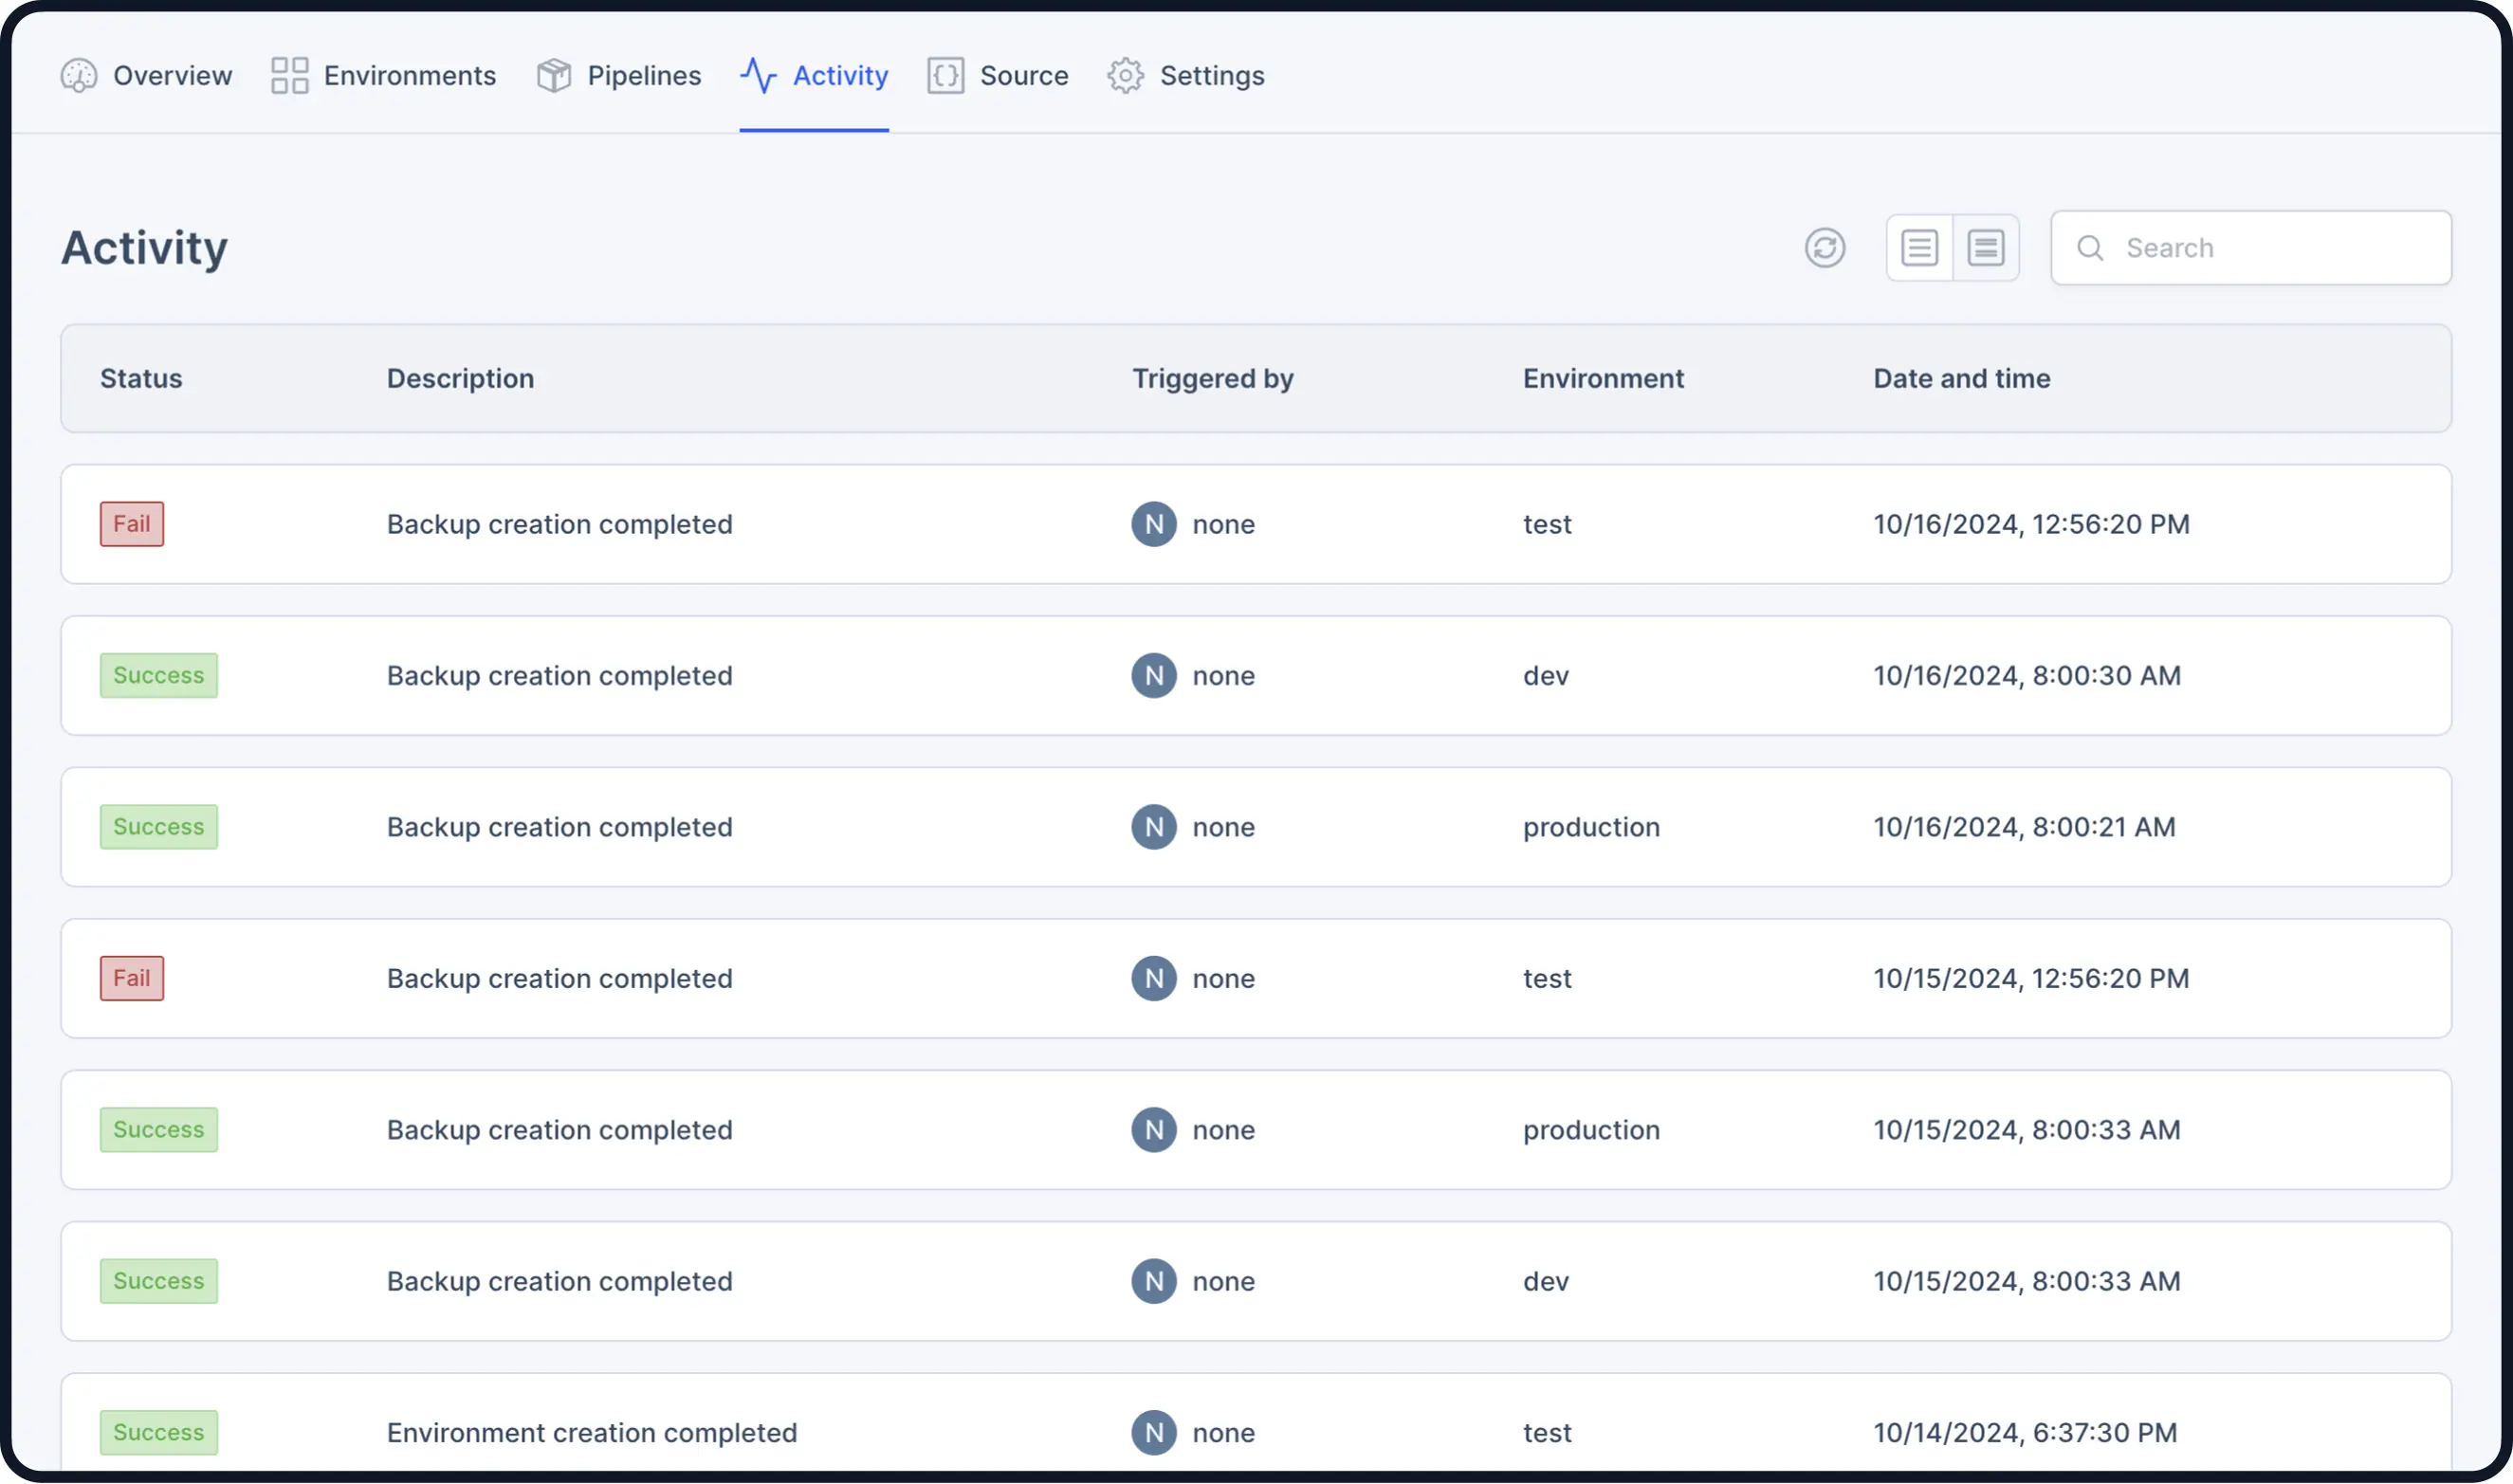 Overview Environments Pipelines Activity {} Source Settings
Activity Search
Status Description Triggered by Environment Date and time
Fail Backup creation completed N none test 10/16/2024, 12:56:20 PM
Success Backup creation completed N none dev 10/16/2024, 8:00:30 AM
Success Backup creation completed N none production 10/16/2024, 8:00:21 AM
Fail Backup creation completed N none test 10/15/2024, 12:56:20 PM
Success Backup creation completed N none production 10/15/2024, 8:00:33 AM
Success Backup creation completed N none dev 10/15/2024, 8:00:33 AM
Success Environment creation completed N none test 10/14/2024, 6:37:30 PM